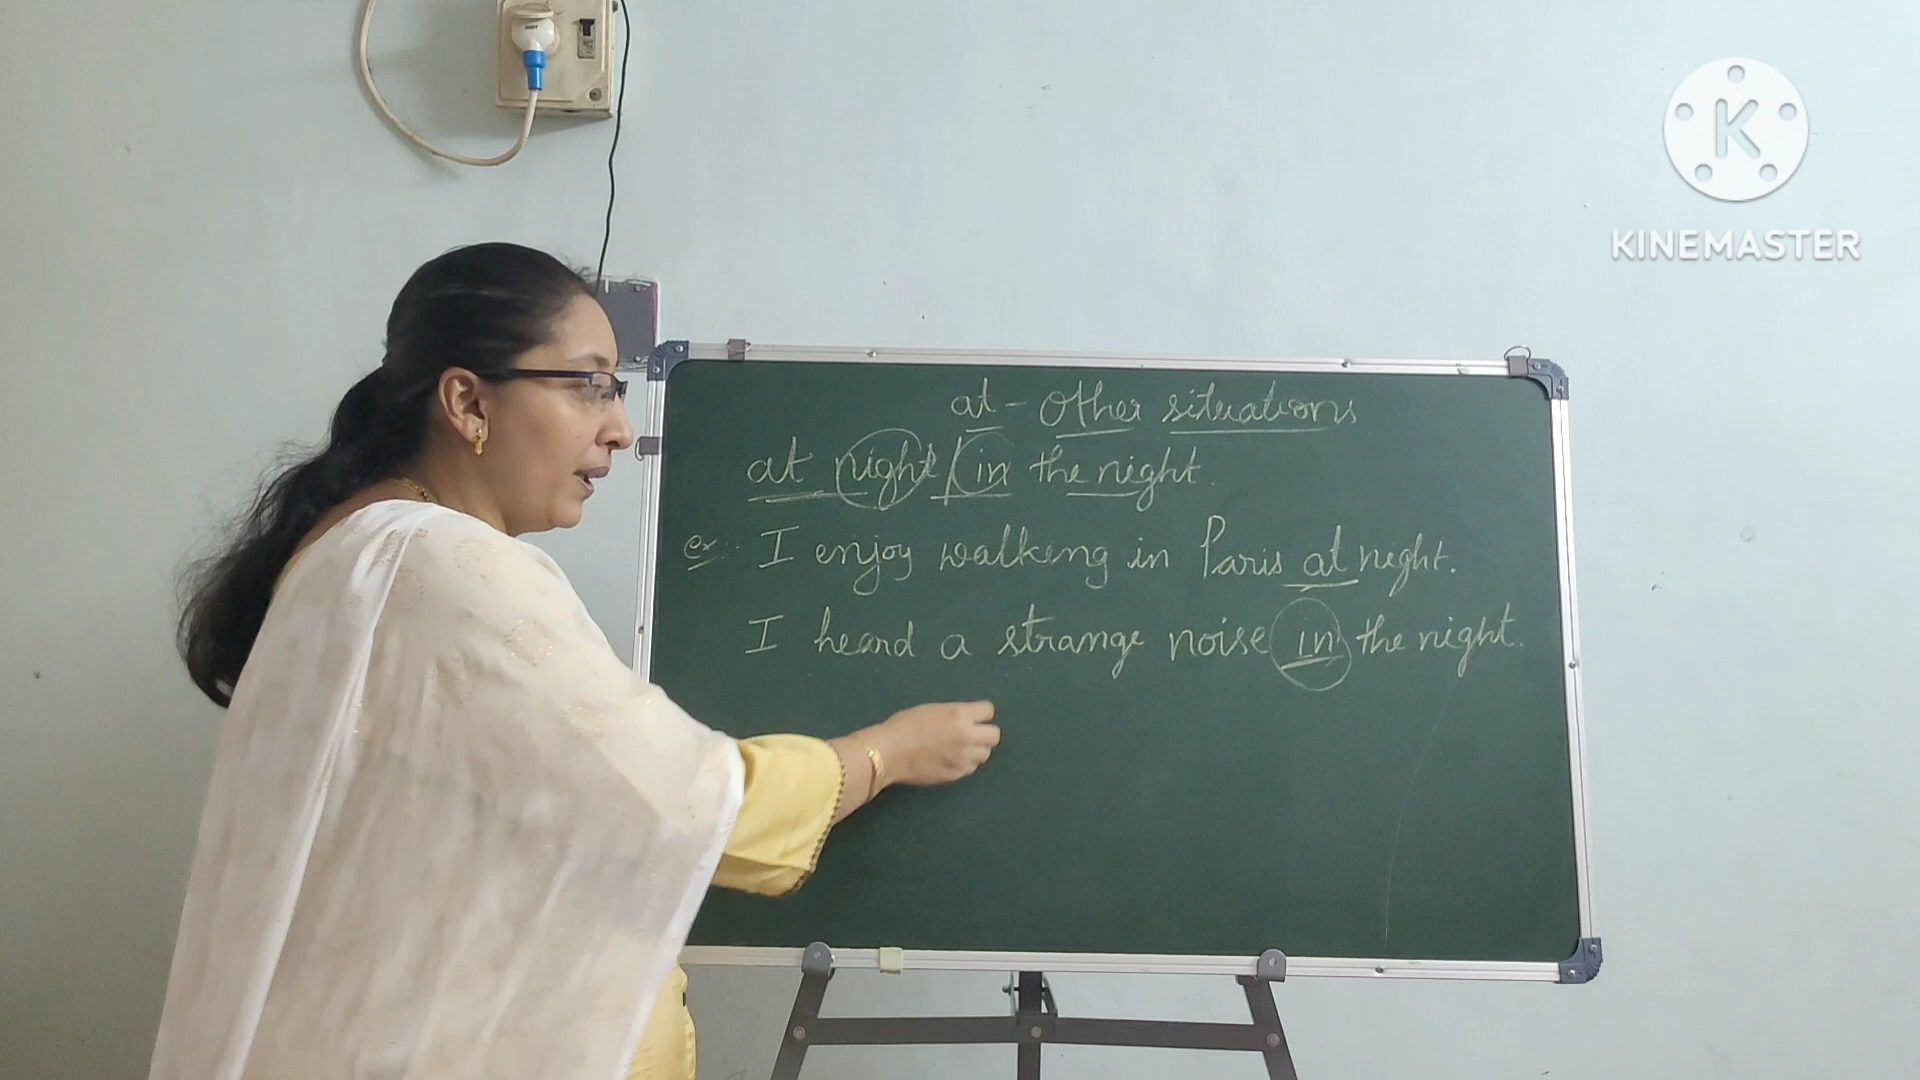 K
KINEMASTER
at - Other situations
at night / in the night.
ex: I enjoy walking in Paris at night.
I heard a strange noise in the night.